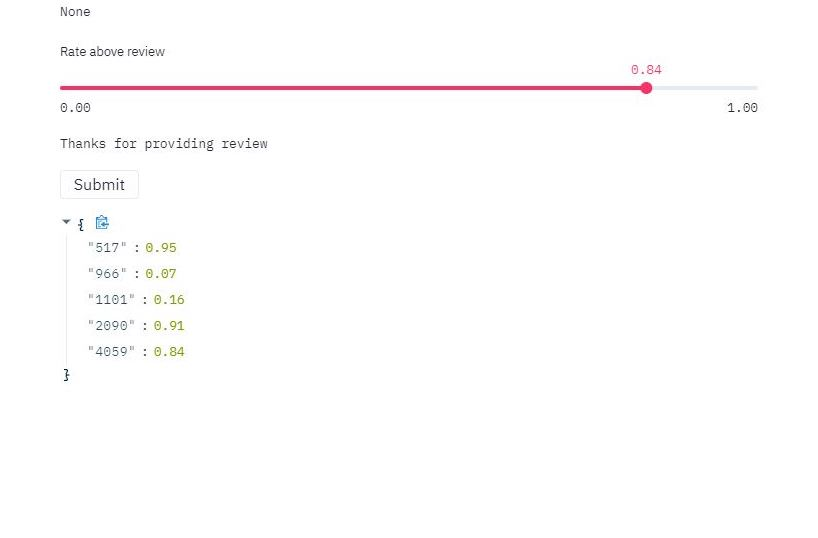 None
Rate above review
0.84
0.00 1.00
Thanks for providing review
Submit
{
"517" : 0.95
"966" : 0.07
"1101" : 0.16
"2090" : 0.91
"4059" : 0.84
}